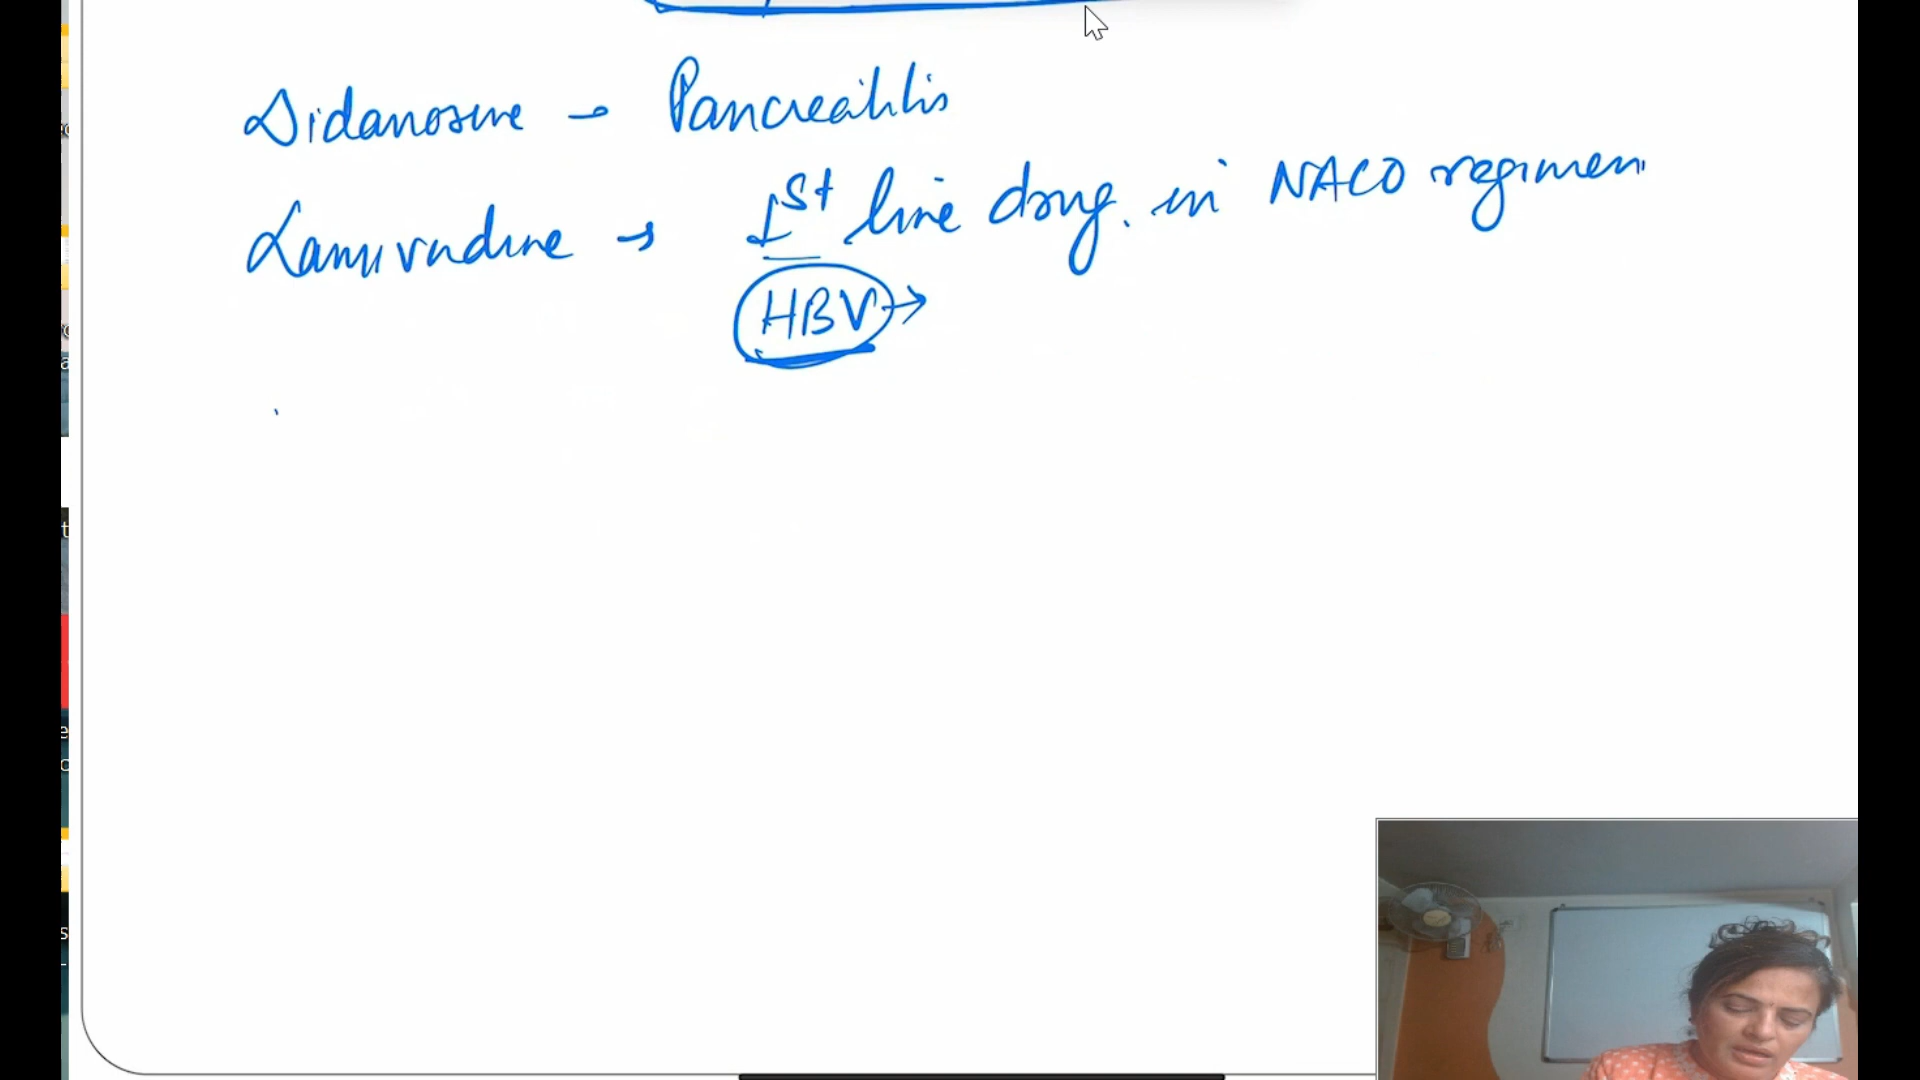 Didanosine → Pancreatitis
Lamivudine → 1st line drug in NACO regimen
HBV →